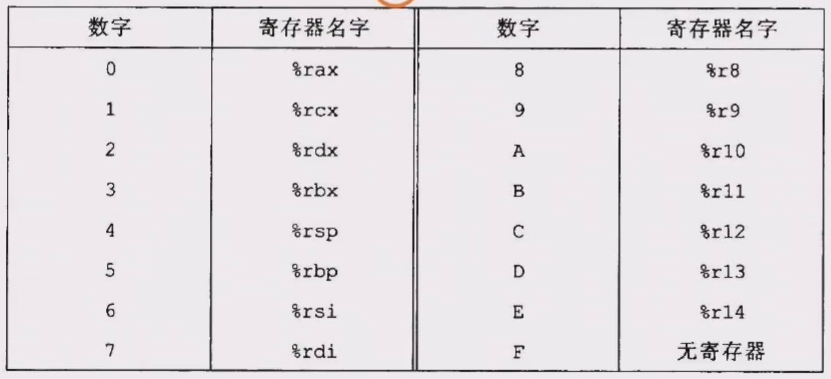 数字 寄存器名字 数字 寄存器名字
0 %rax 8 %r8
1 %rcx 9 %r9
2 %rdx A %r10
3 %rbx B %r11
4 %rsp C %r12
5 %rbp D %r13
6 %rsi E %r14
7 %rdi F 无寄存器